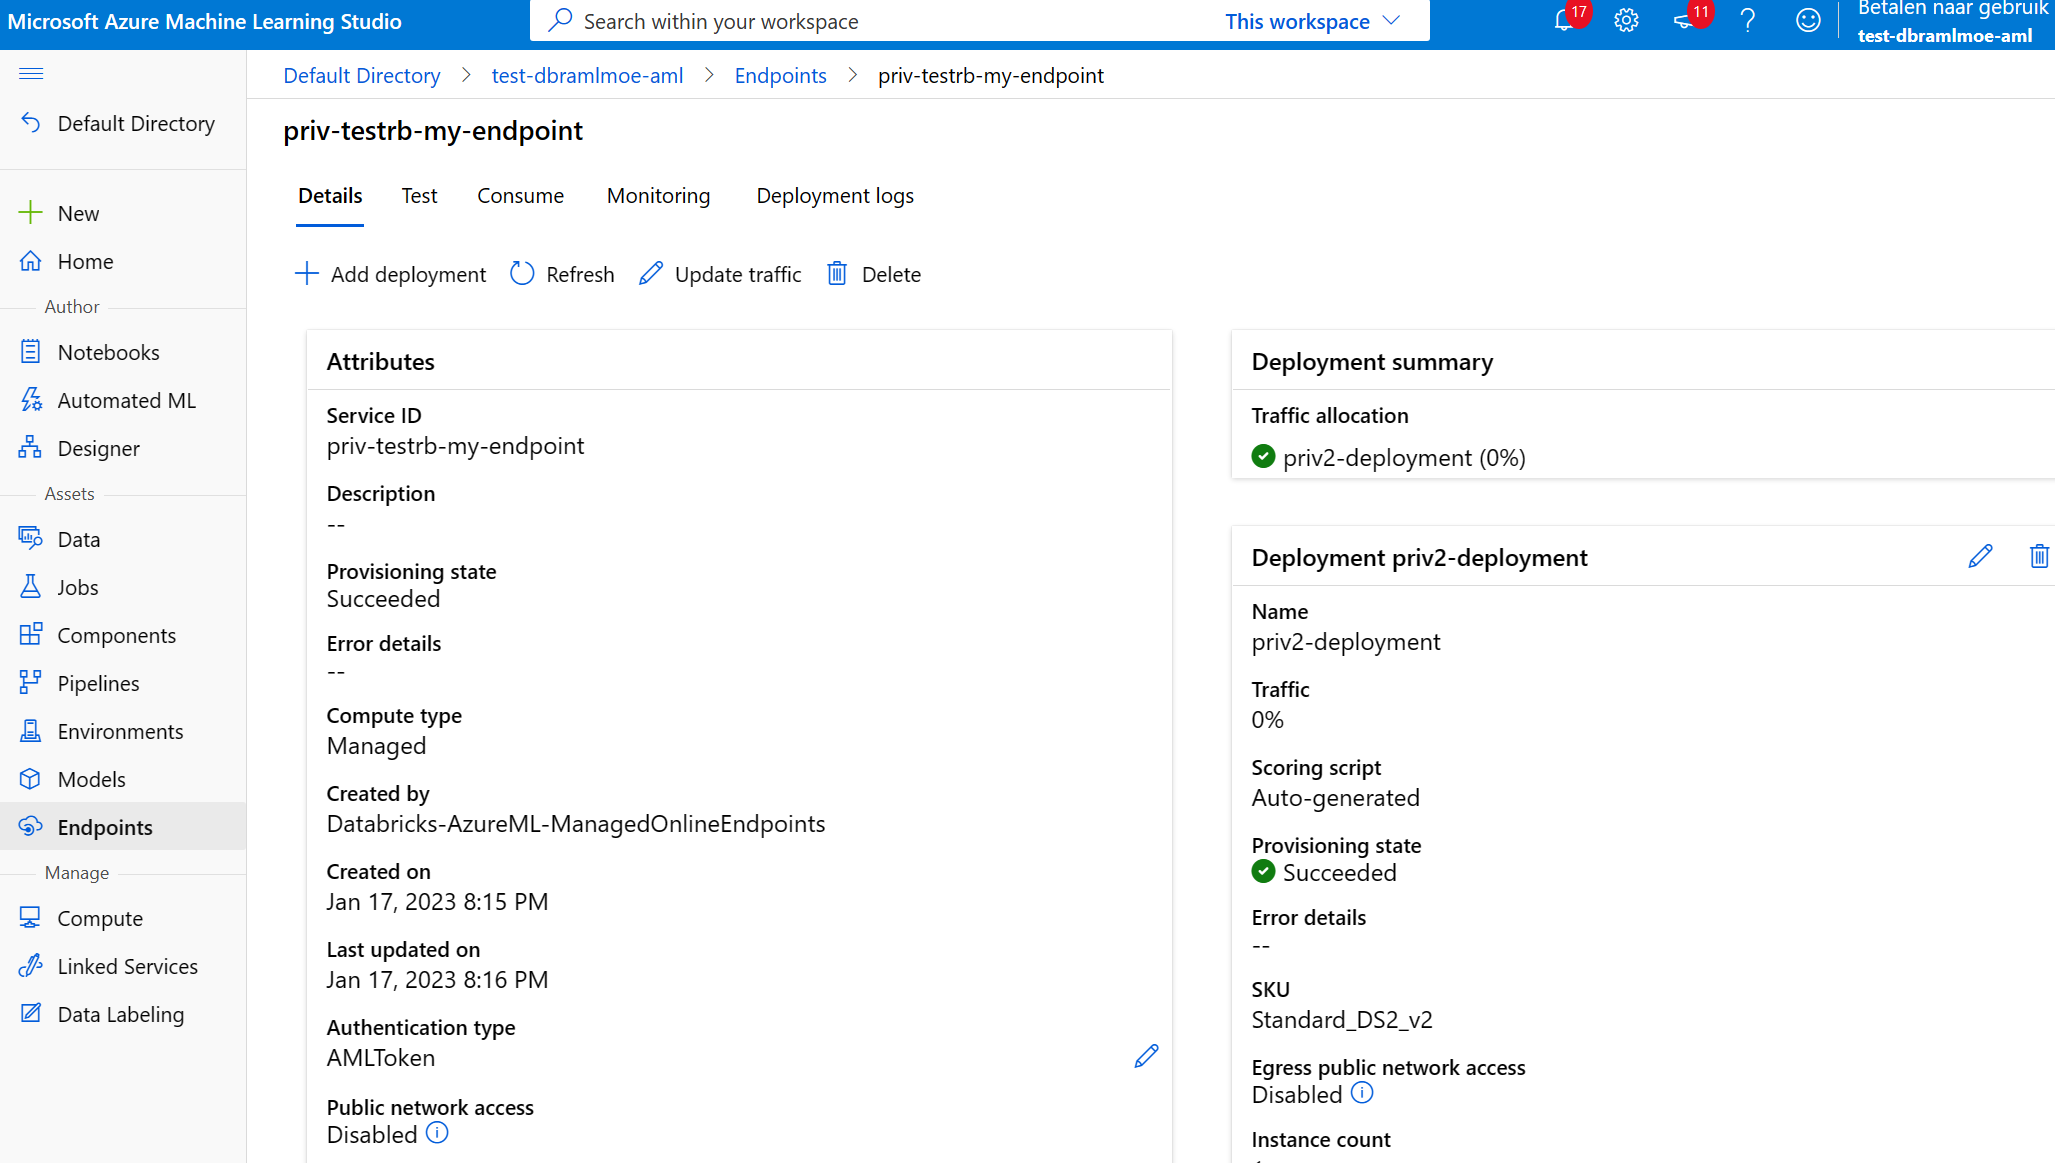 Microsoft Azure Machine Learning Studio
Search within your workspace
This workspace
17
11
Betalen naar gebruik
test-dbramlmoe-aml
Default Directory
New
Home
Author
Notebooks
Automated ML
Designer
Assets
Data
Jobs
Components
Pipelines
Environments
Models
Endpoints
Manage
Compute
Linked Services
Data Labeling
Default Directory > test-dbramlmoe-aml > Endpoints > priv-testrb-my-endpoint
priv-testrb-my-endpoint
Details Test Consume Monitoring Deployment logs
Add deployment Refresh Update traffic Delete
Attributes
Service ID
priv-testrb-my-endpoint
Description
--
Provisioning state
Succeeded
Error details
--
Compute type
Managed
Created by
Databricks-AzureML-ManagedOnlineEndpoints
Created on
Jan 17, 2023 8:15 PM
Last updated on
Jan 17, 2023 8:16 PM
Authentication type
AMLToken
Public network access
Disabled
Deployment summary
Traffic allocation
priv2-deployment (0%)
Deployment priv2-deployment
Name
priv2-deployment
Traffic
0%
Scoring script
Auto-generated
Provisioning state
Succeeded
Error details
--
SKU
Standard_DS2_v2
Egress public network access
Disabled
Instance count